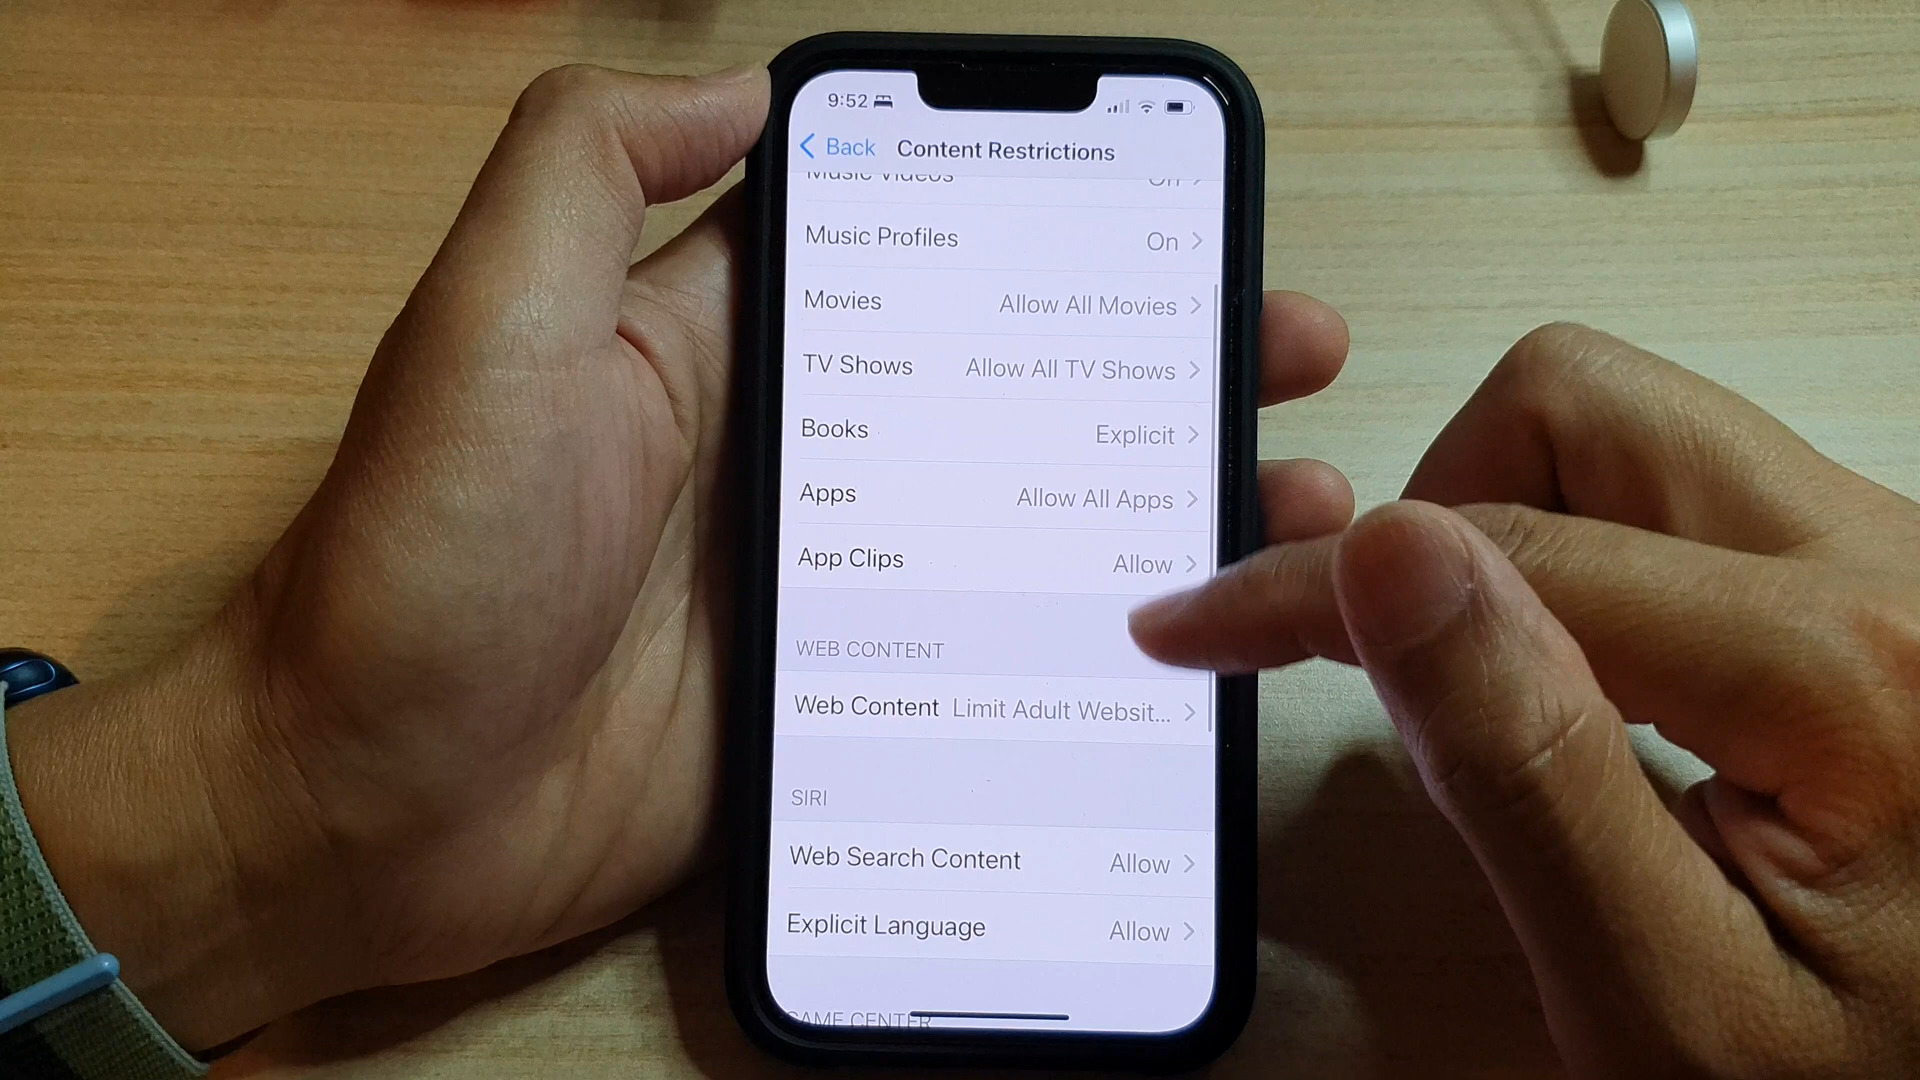 9:52
Back Content Restrictions
Music Videos On
Music Profiles On
Movies Allow All Movies
TV Shows Allow All TV Shows
Books Explicit
Apps Allow All Apps
App Clips Allow
WEB CONTENT
Web Content Limit Adult Websit...
SIRI
Web Search Content Allow
Explicit Language Allow
GAME CENTER